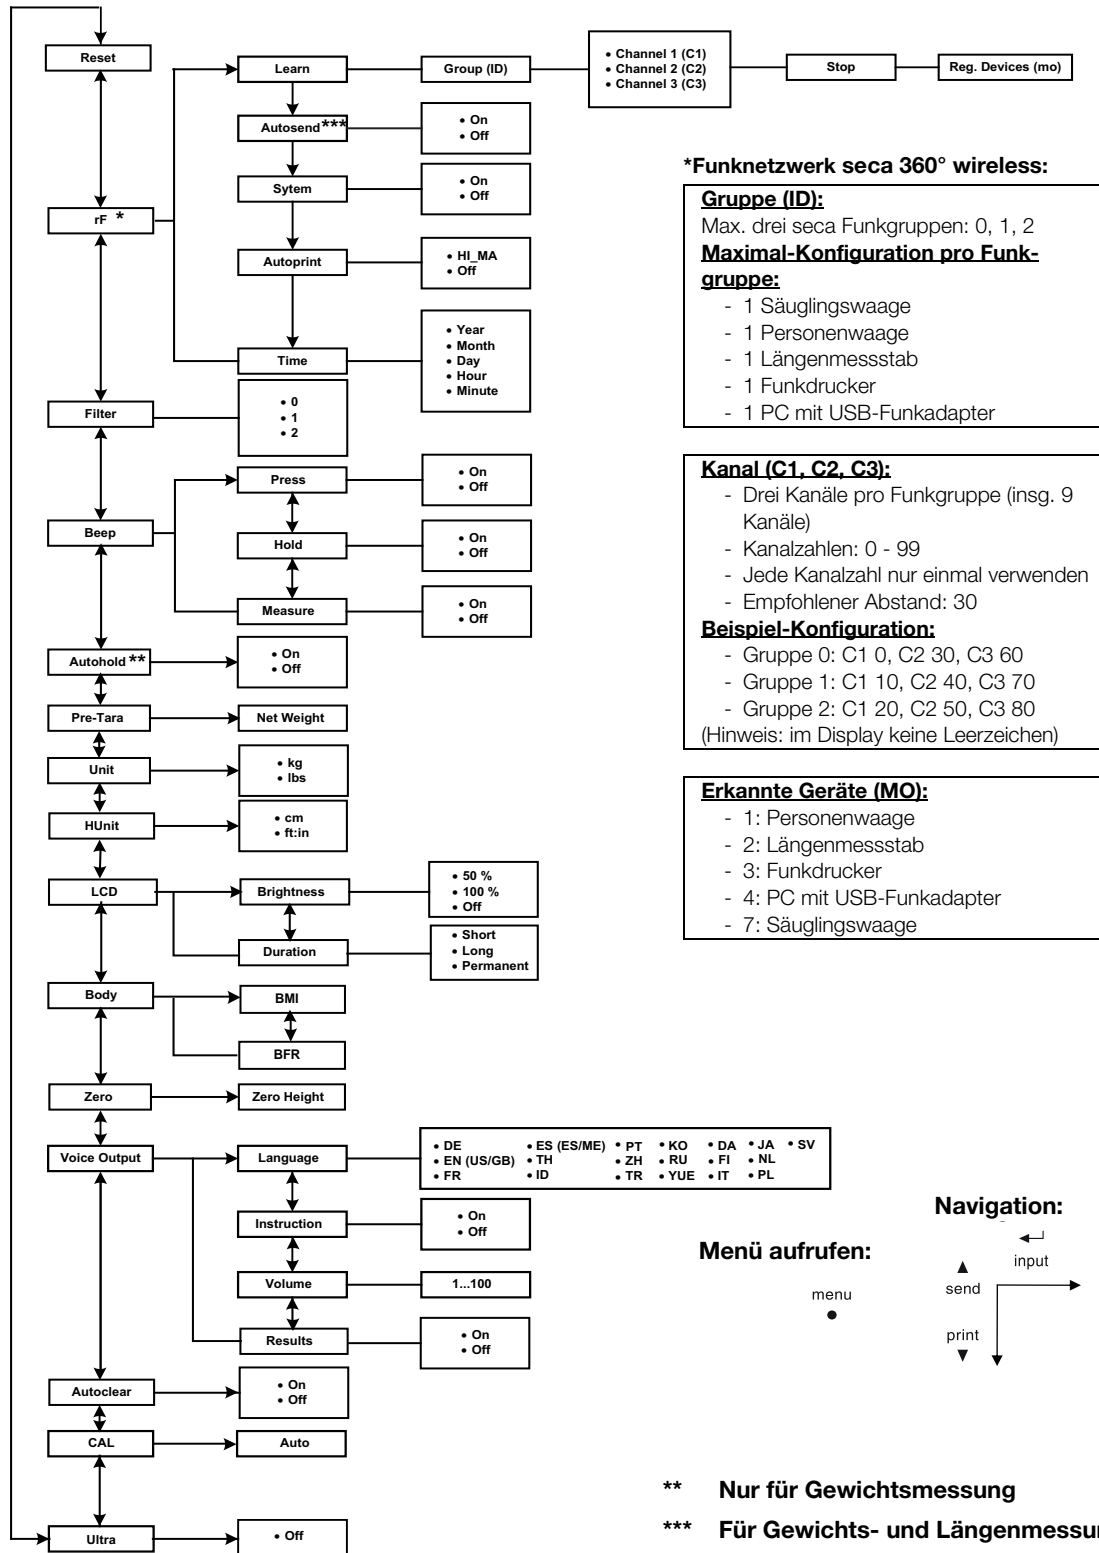 Reset
Learn
Group (ID)
• Channel 1 (C1)
• Channel 2 (C2)
• Channel 3 (C3)
Stop
Reg. Devices (mo)
Autosend***
• On
• Off
Sytem
• On
• Off
rF *
Autoprint
• HI_MA
• Off
Time
• Year
• Month
• Day
• Hour
• Minute
Filter
• 0
• 1
• 2
Beep
Press
• On
• Off
Hold
• On
• Off
Measure
• On
• Off
Autohold **
• On
• Off
Pre-Tara
Net Weight
Unit
• kg
• lbs
HUnit
• cm
• ft:in
LCD
Brightness
• 50 %
• 100 %
• Off
Duration
• Short
• Long
• Permanent
Body
BMI
BFR
Zero
Zero Height
Voice Output
Language
• DE • ES (ES/ME) • PT • KO • DA • JA • SV
• EN (US/GB) • TH • ZH • RU • FI • NL
• FR • ID • TR • YUE • IT • PL
Instruction
• On
• Off
Volume
1...100
Results
• On
• Off
Autoclear
• On
• Off
CAL
Auto
Ultra
• Off
*Funknetzwerk seca 360° wireless:
Gruppe (ID):
Max. drei seca Funkgruppen: 0, 1, 2
Maximal-Konfiguration pro Funk-
gruppe:
- 1 Säuglingswaage
- 1 Personenwaage
- 1 Längenmessstab
- 1 Funkdrucker
- 1 PC mit USB-Funkadapter
Kanal (C1, C2, C3):
- Drei Kanäle pro Funkgruppe (insg. 9
Kanäle)
- Kanalzahlen: 0 - 99
- Jede Kanalzahl nur einmal verwenden
- Empfohlener Abstand: 30
Beispiel-Konfiguration:
- Gruppe 0: C1 0, C2 30, C3 60
- Gruppe 1: C1 10, C2 40, C3 70
- Gruppe 2: C1 20, C2 50, C3 80
(Hinweis: im Display keine Leerzeichen)
Erkannte Geräte (MO):
- 1: Personenwaage
- 2: Längenmessstab
- 3: Funkdrucker
- 4: PC mit USB-Funkadapter
- 7: Säuglingswaage
Menü aufrufen:
menu
Navigation:
input
send
print
** Nur für Gewichtsmessung
*** Für Gewichts- und Längenmessu